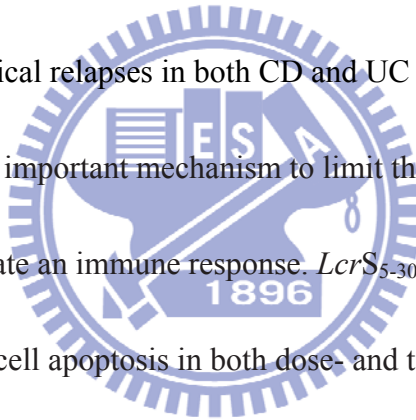 ical relapses in both CD and UC
ES A
important mechanism to limit th
ate an immune response. LcrS5-30
1896
cell apoptosis in both dose- and t